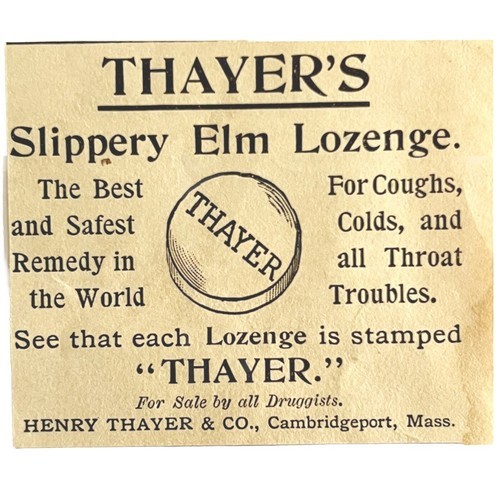 THAYER'S
Slippery Elm Lozenge.
The Best
and Safest
Remedy in
the World
THAYER
For Coughs,
Colds, and
all Throat
Troubles.
See that each Lozenge is stamped
"THAYER."
For Sale by all Druggists.
HENRY THAYER & CO., Cambridgeport, Mass.